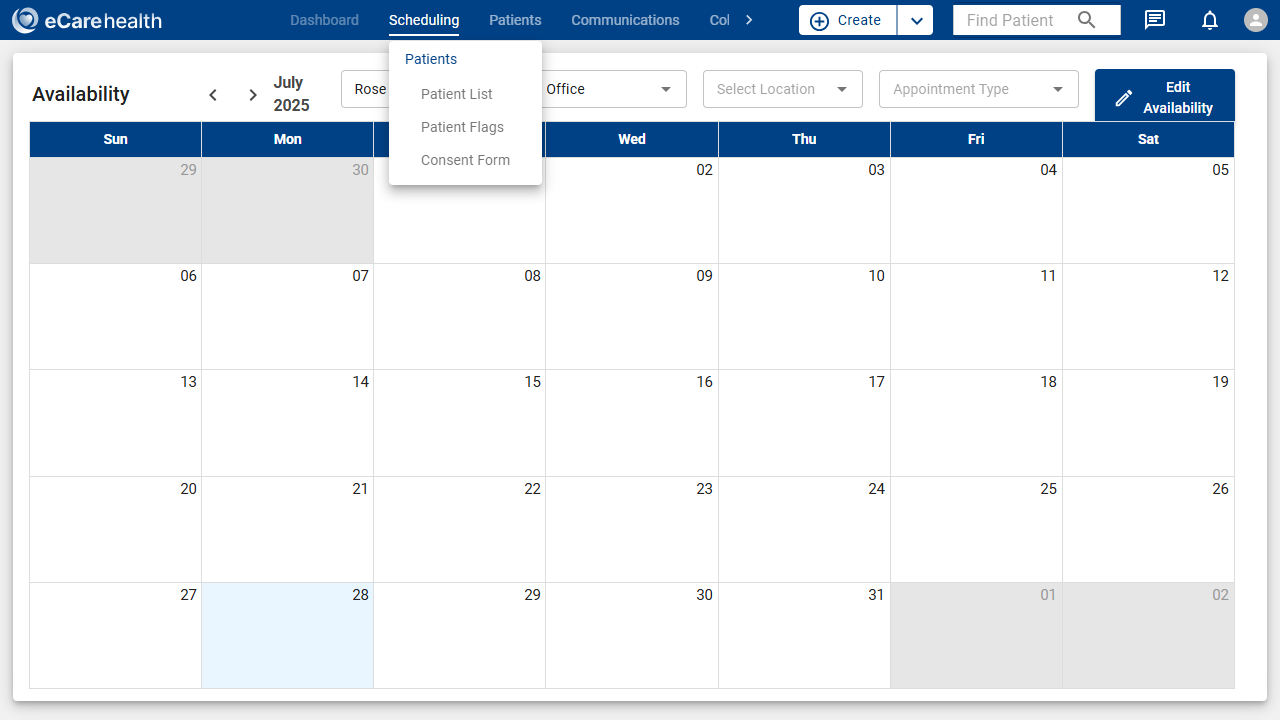 eCarehealth
Dashboard
Scheduling
Patients
Communications
Col
Create
Find Patient
Patients
Patient List
Patient Flags
Consent Form
Availability
July
2025
Rose
Office
Select Location
Appointment Type
Edit
Availability
Sun
Mon
Wed
Thu
Fri
Sat
29
30
02
03
04
05
06
07
08
09
10
11
12
13
14
15
16
17
18
19
20
21
22
23
24
25
26
27
28
29
30
31
01
02